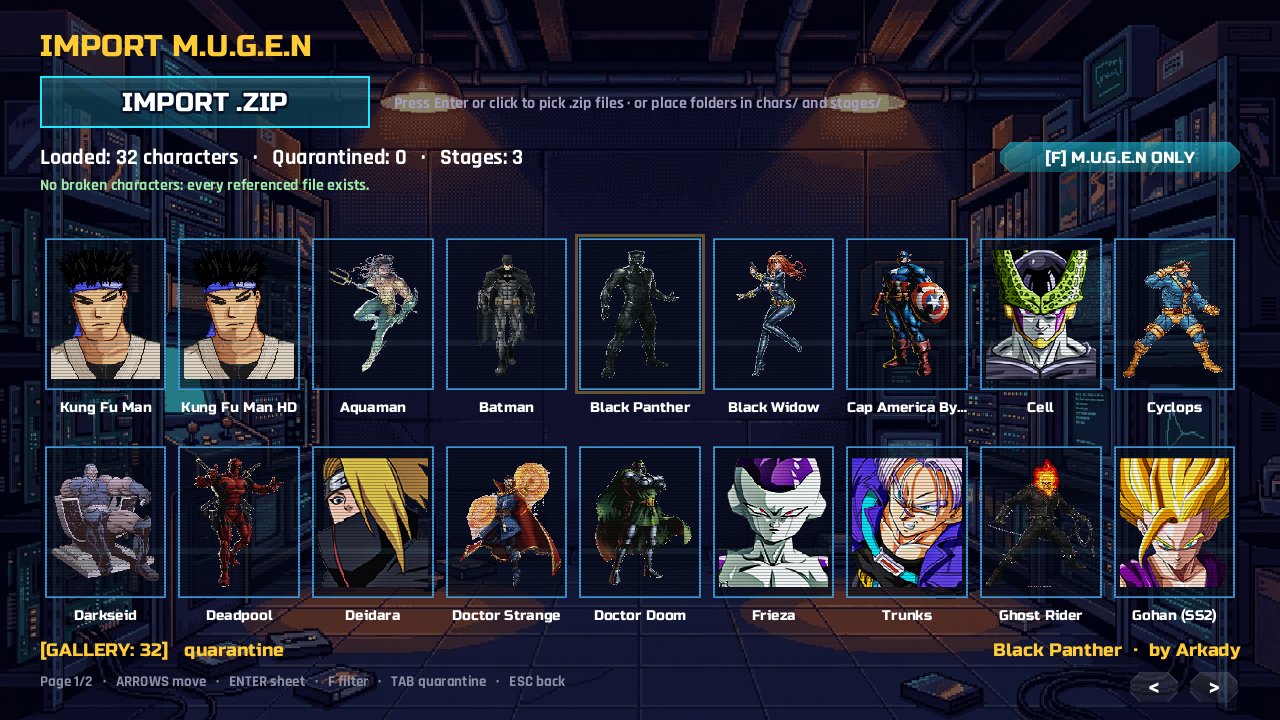 IMPORT M.U.G.E.N
IMPORT .ZIP
Press Enter or click to pick .zip files · or place folders in chars/ and stages/
Loaded: 32 characters · Quarantined: 0 · Stages: 3
[F] M.U.G.E.N ONLY
No broken characters: every referenced file exists.
Kung Fu Man
Kung Fu Man HD
Aquaman
Batman
Black Panther
Black Widow
Cap America By...
Cell
Cyclops
Darkseid
Deadpool
Deidara
Doctor Strange
Doctor Doom
Frieza
Trunks
Ghost Rider
Gohan (SS2)
[GALLERY: 32] quarantine
Black Panther · by Arkady
Page 1/2 · ARROWS move · ENTER sheet · F filter · TAB quarantine · ESC back
< >